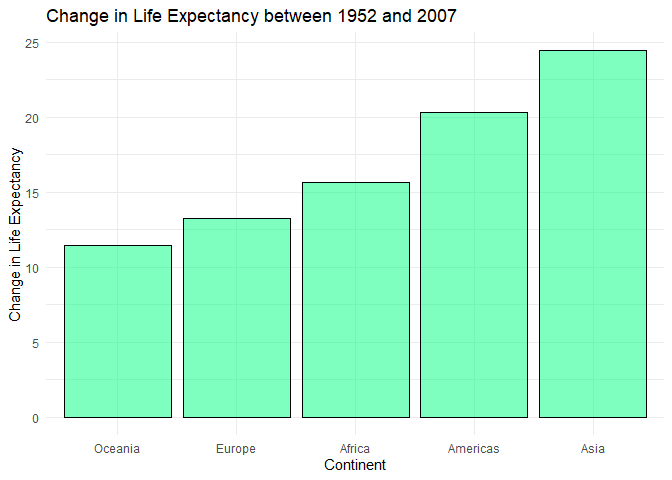 Change in Life Expectancy between 1952 and 2007
Change in Life Expectancy
25
20
15
10
5
0
Oceania Europe Africa Americas Asia
Continent